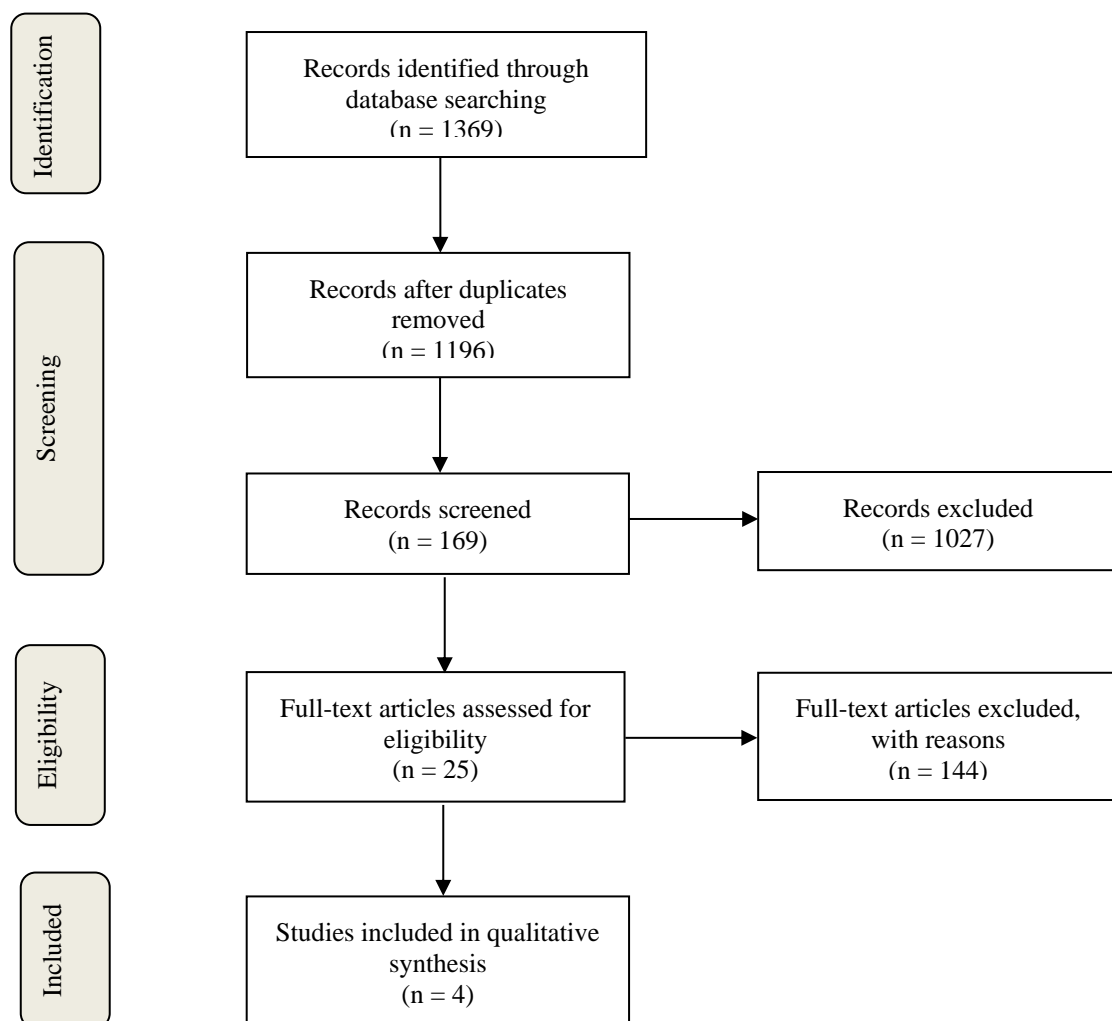 Identification
Records identified through
database searching
(n = 1369)
Screening
Records after duplicates
removed
(n = 1196)
Records screened
(n = 169)
Records excluded
(n = 1027)
Eligibility
Full-text articles assessed for
eligibility
(n = 25)
Full-text articles excluded,
with reasons
(n = 144)
Included
Studies included in qualitative
synthesis
(n = 4)